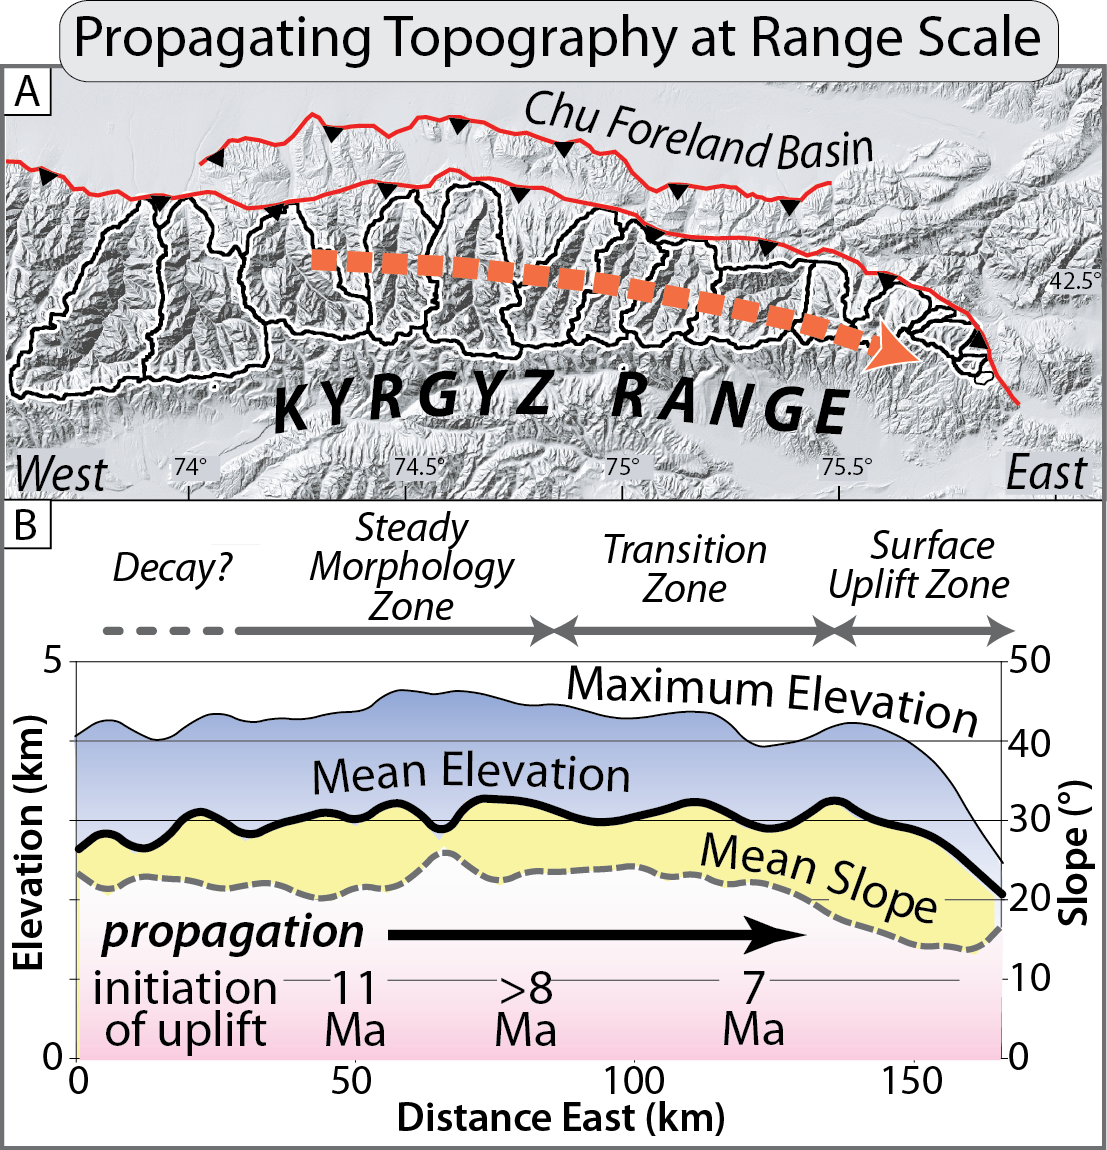 Propagating Topography at Range Scale
A
Chu Foreland Basin
42.5°
KYRGYZ RANGE
West
74°
74.5°
75°
75.5°
East
B
Decay?
Steady
Morphology
Zone
Transition
Zone
Surface
Uplift Zone
5
50
Maximum Elevation
40
Mean Elevation
30
Mean Slope
20
propagation
initiation
of uplift
11
Ma
>8
Ma
7
Ma
10
0
0
Elevation (km)
Slope (°)
0
50
100
150
Distance East (km)